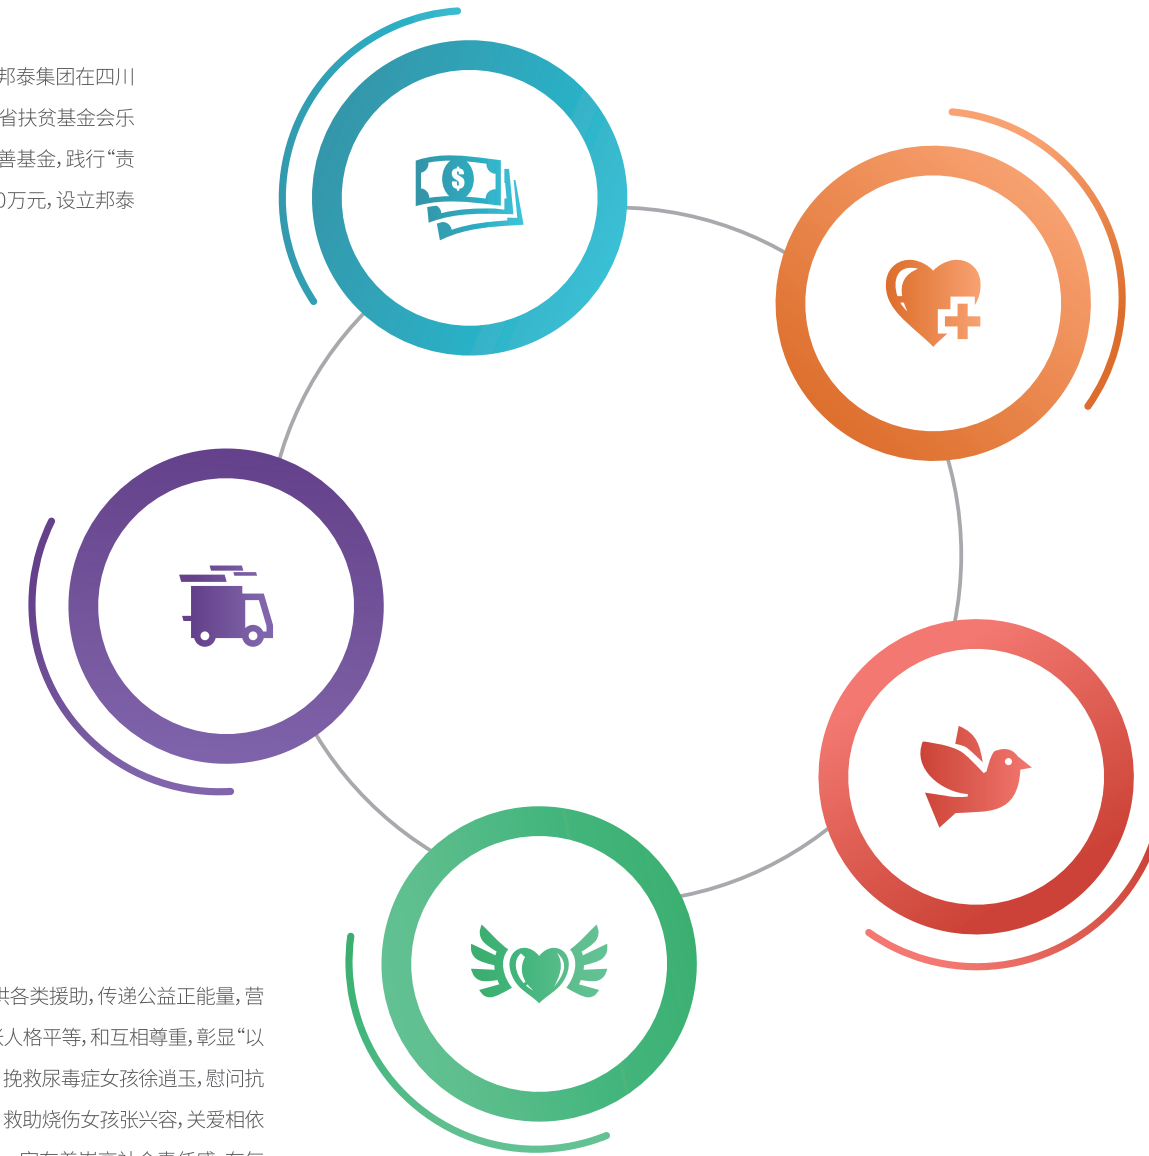 邦泰集团在四川
省扶贫基金会乐
善基金，践行“责
0万元，设立邦泰
供各类援助，传递公益正能量，营
人格平等，和互相尊重，彰显“以
挽救尿毒症女孩徐逍玉，慰问抗
救助烧伤女孩张兴容，关爱相依